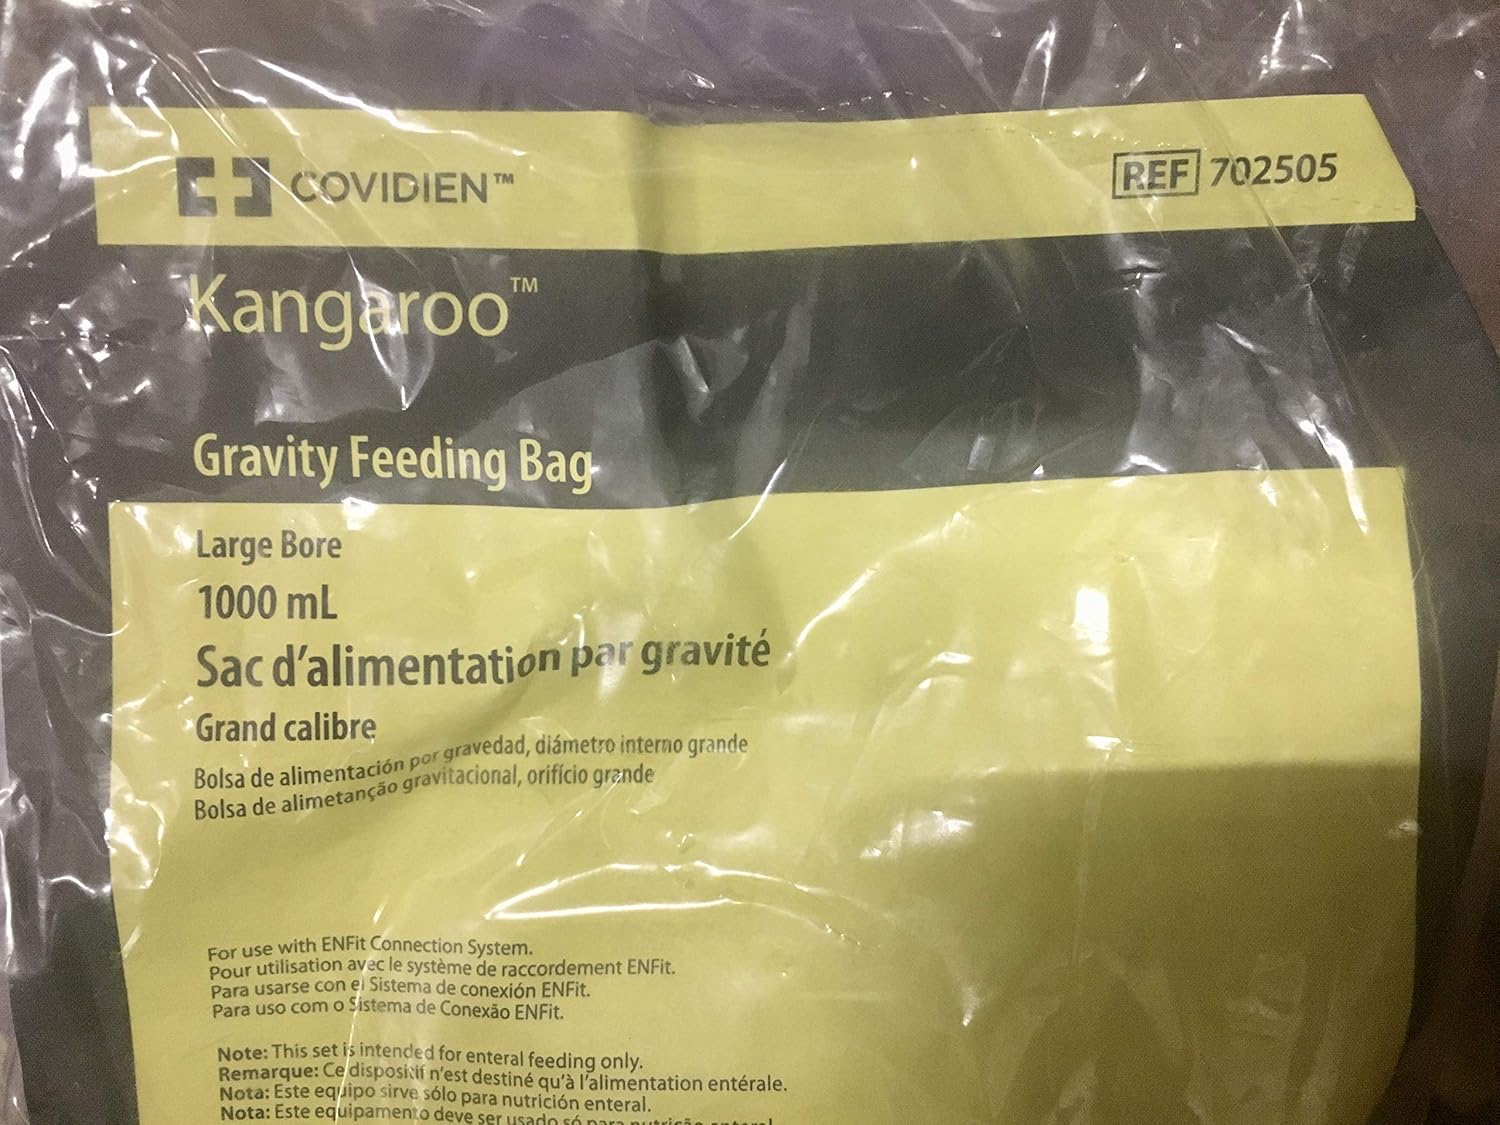 COVIDIEN™
REF 702505
Kangaroo™
Gravity Feeding Bag
Large Bore
1000 mL
Sac d'alimentation par gravité
Grand calibre
Bolsa de alimentación por gravedad, diámetro interno grande
Bolsa de alimetanção gravitacional, orifício grande
For use with ENFit Connection System.
Pour utilisation avec le système de raccordement ENFit.
Para usarse con el Sistema de conexión ENFit.
Para uso com o Sistema de Conexão ENFit.
Note: This set is intended for enteral feeding only.
Remarque: Ce dispositif n'est destiné qu'à l'alimentation entérale.
Nota: Este equipo sirve sólo para nutrición enteral.
Nota: Este equipamento deve ser usado só para nutrição enteral.